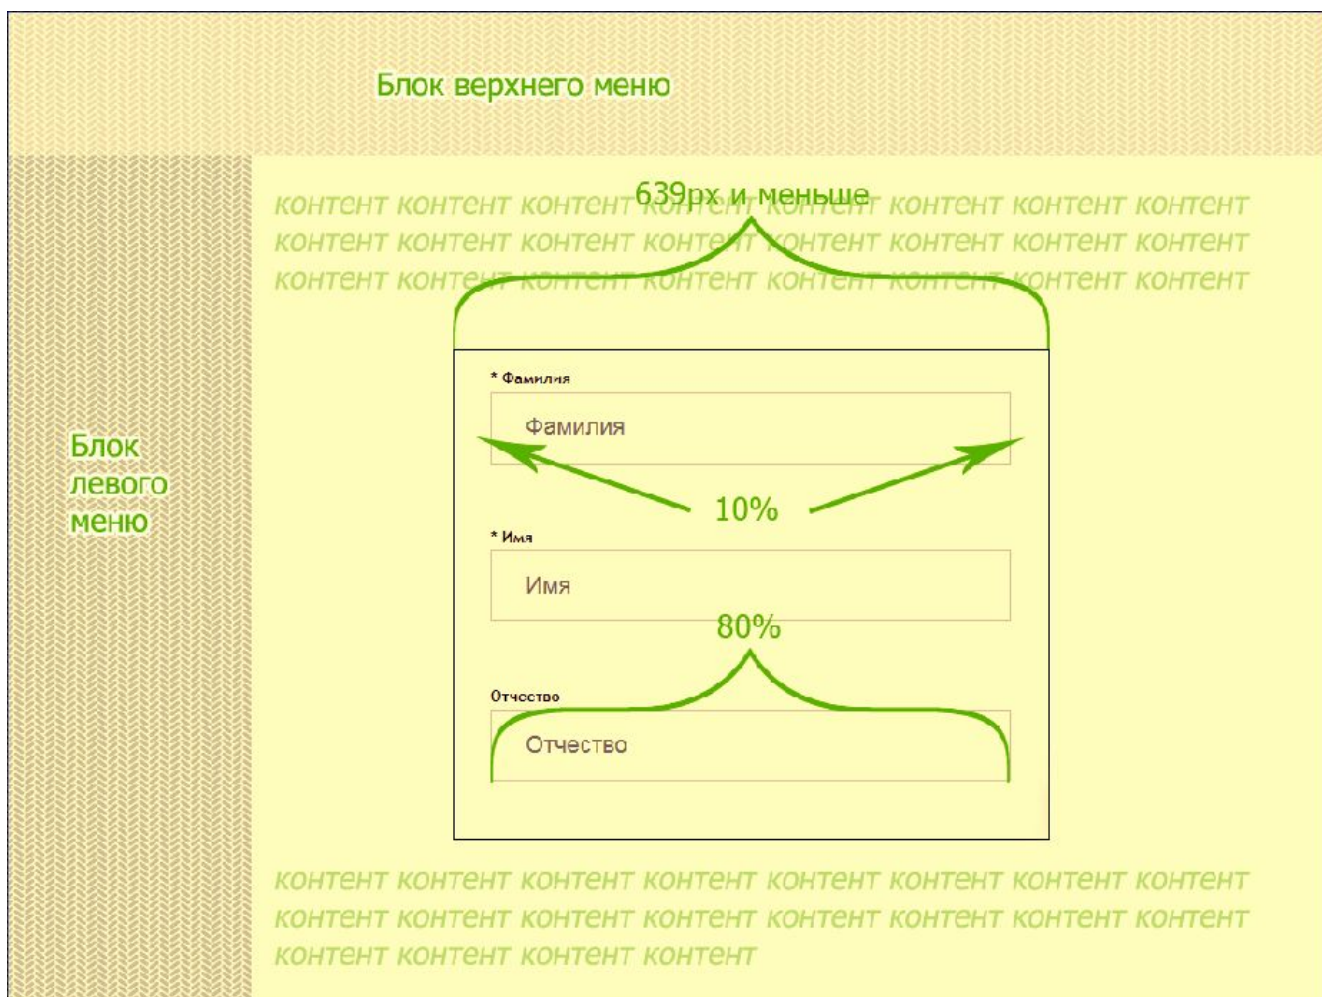 Блок верхнего меню
639px и меньше
контент контент контент контент контент контент контент контент
контент контент контент контент контент контент контент контент
контент контент контент контент контент контент контент контент
* Фамилия
Фамилия
Блок
левого
меню
10%
* Имя
Имя
80%
Отчество
Отчество
контент контент контент контент контент контент контент контент
контент контент контент контент контент контент контент контент
контент контент контент контент